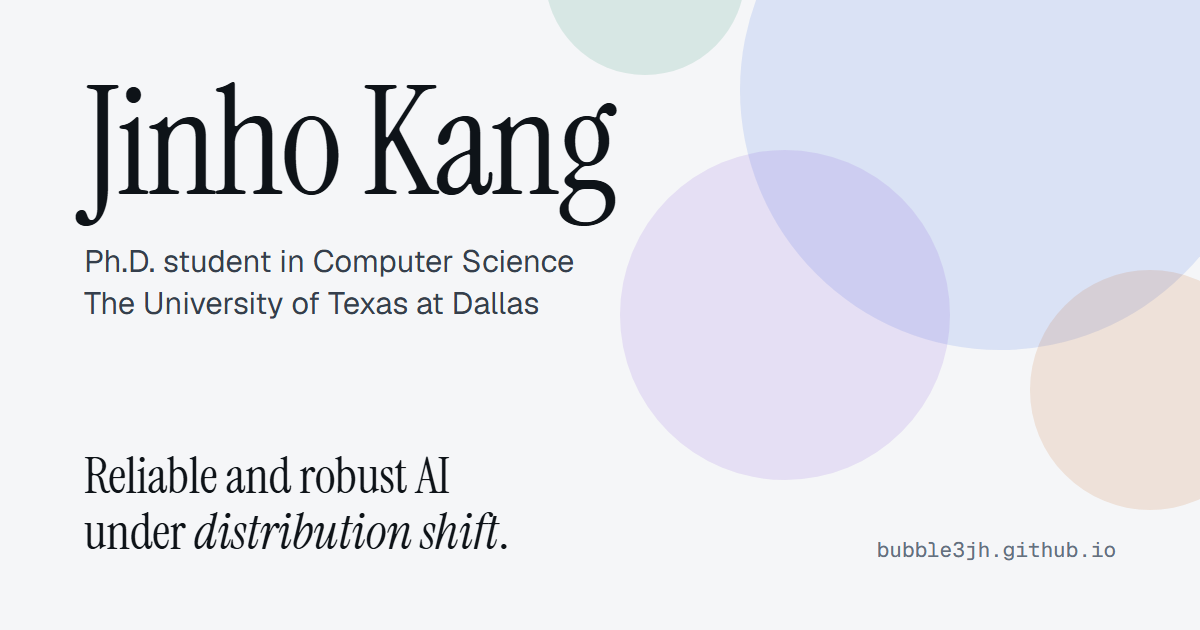 Jinho Kang
Ph.D. student in Computer Science
The University of Texas at Dallas
Reliable and robust AI
under distribution shift.
bubble3jh.github.io